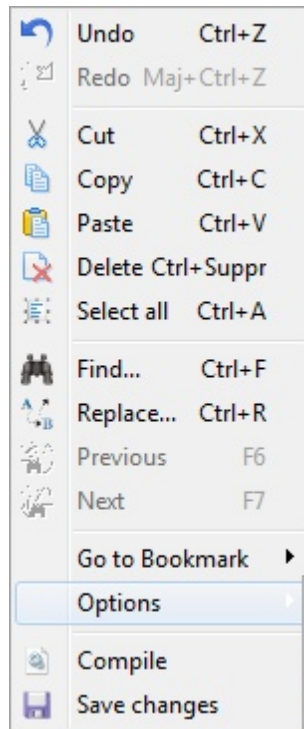 Undo Ctrl+Z
Redo Maj+Ctrl+Z
Cut Ctrl+X
Copy Ctrl+C
Paste Ctrl+V
Delete Ctrl+Suppr
Select all Ctrl+A
Find... Ctrl+F
Replace... Ctrl+R
Previous F6
Next F7
Go to Bookmark
Options
Compile
Save changes